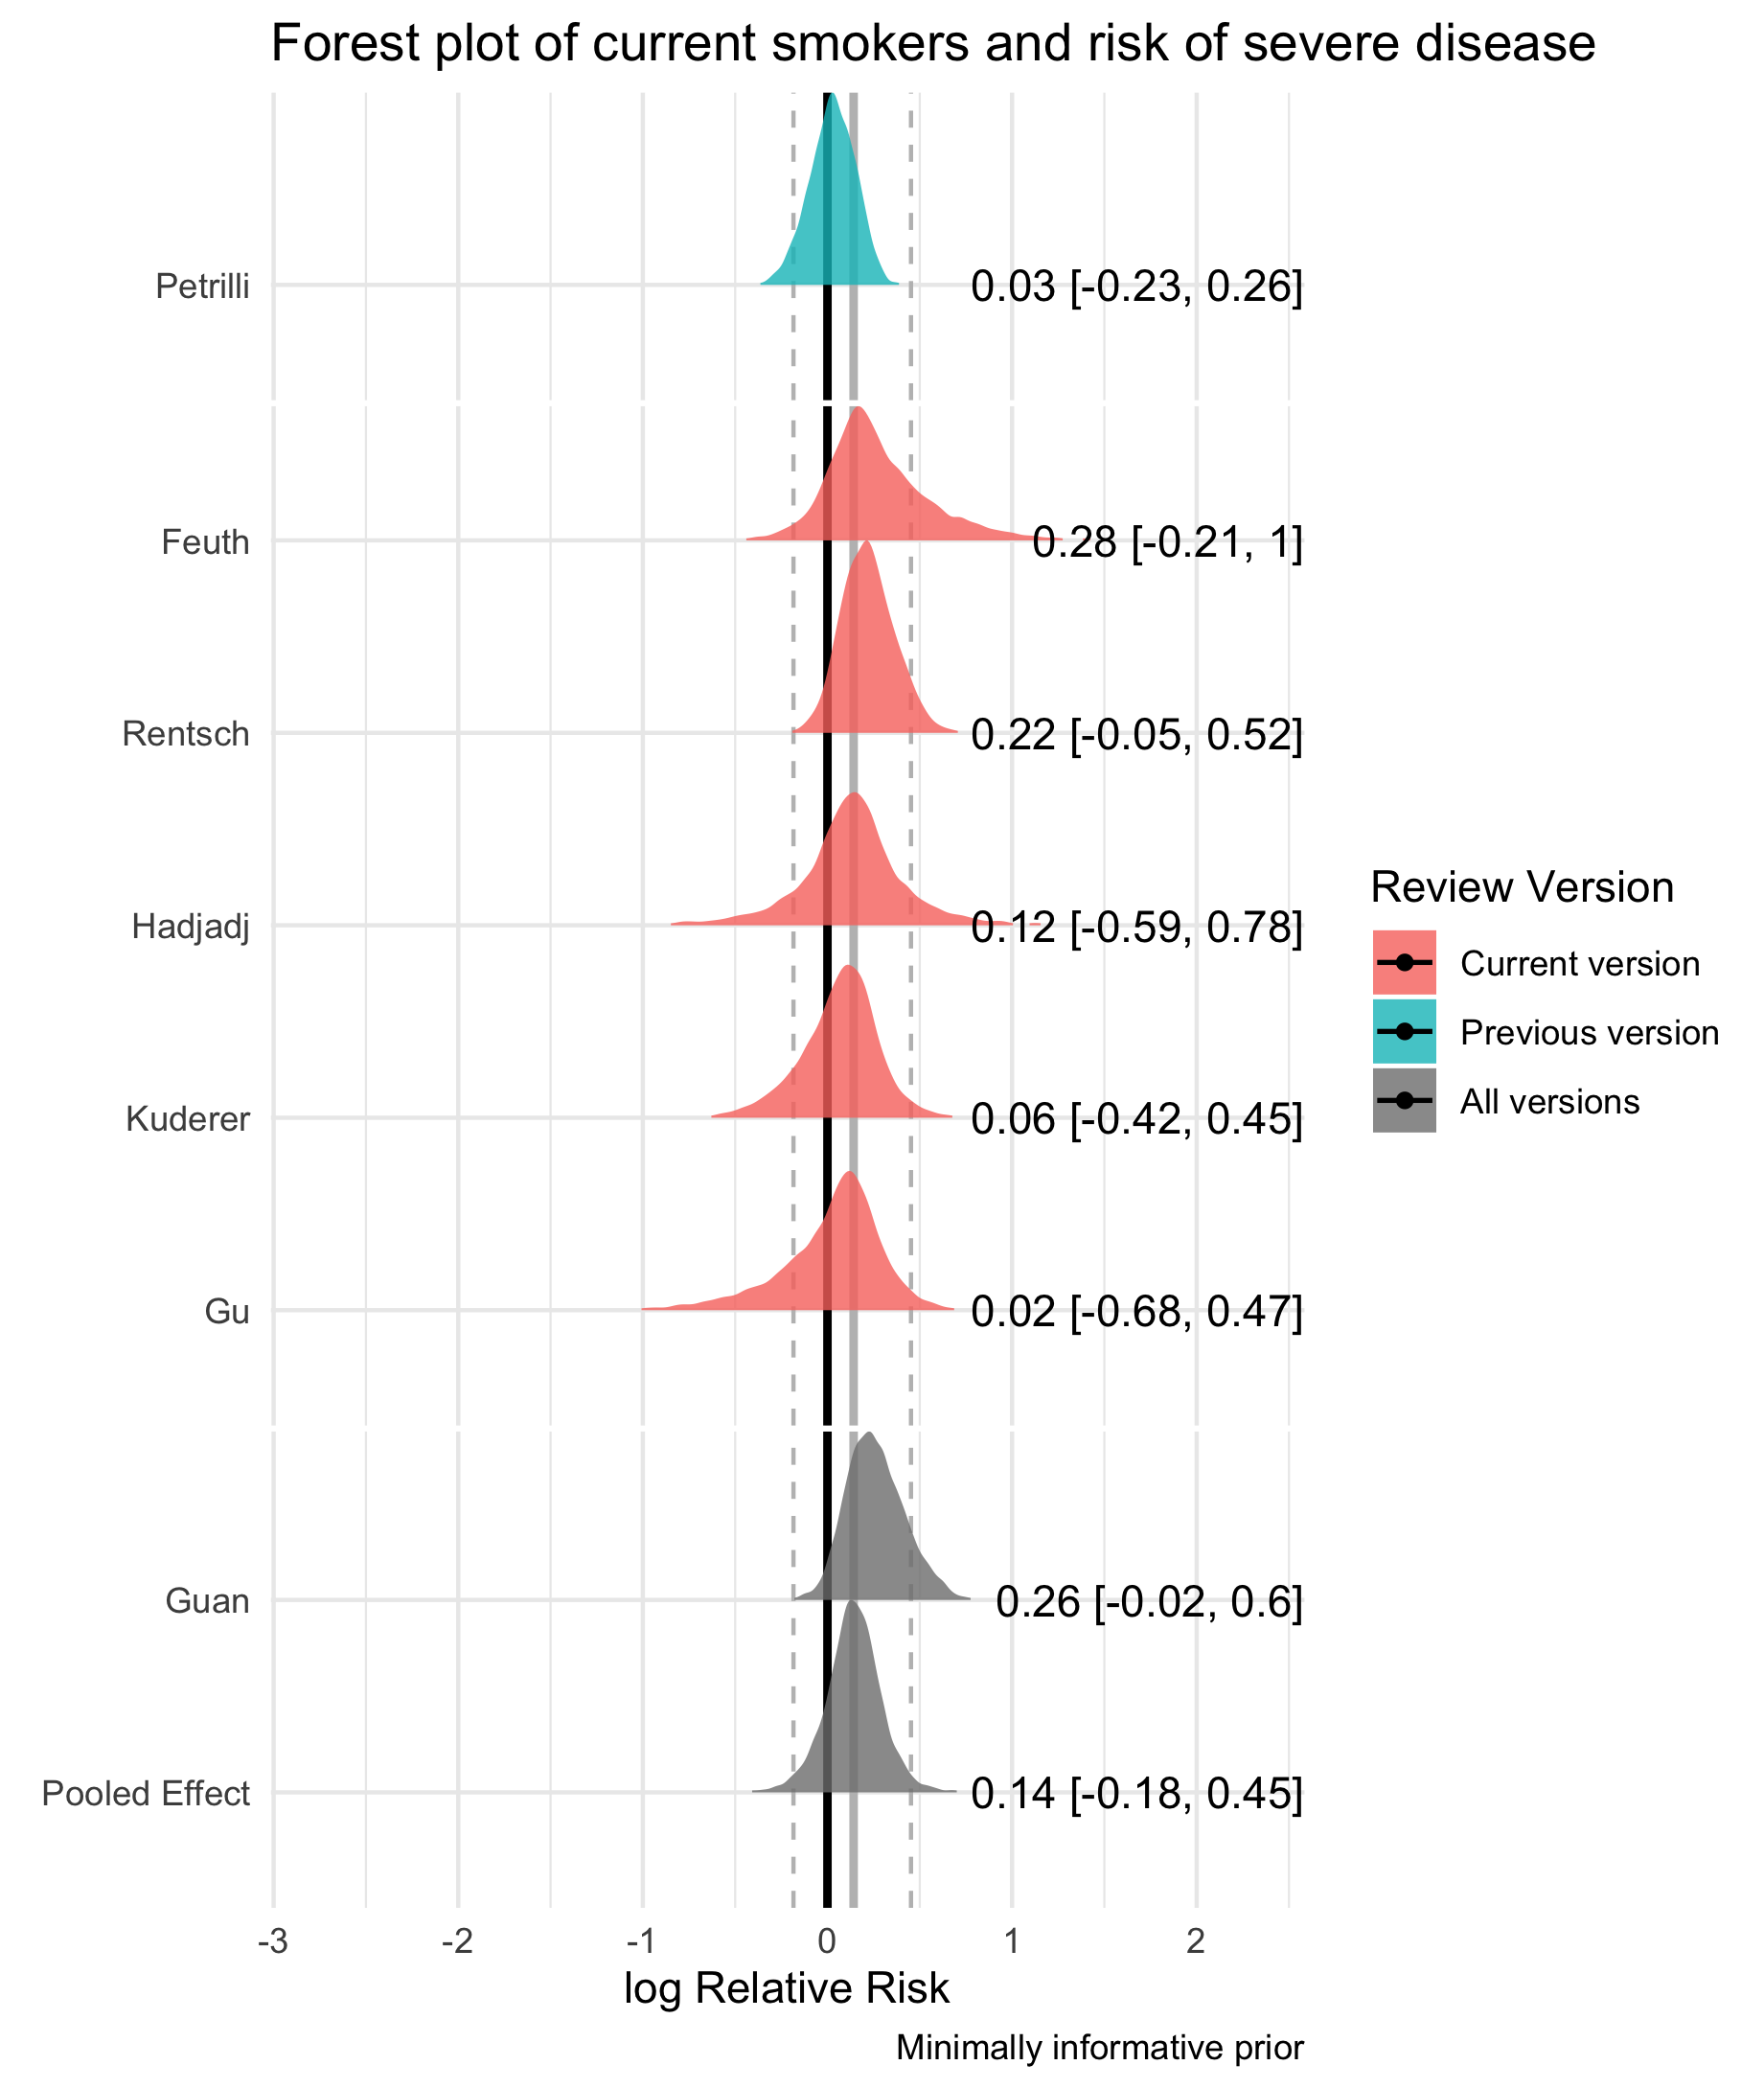 Forest plot of current smokers and risk of severe disease
Petrilli 0.03 [-0.23, 0.26]
Feuth 0.28 [-0.21, 1]
Rentsch 0.22 [-0.05, 0.52]
Hadjadj 0.12 [-0.59, 0.78]
Kuderer 0.06 [-0.42, 0.45]
Gu 0.02 [-0.68, 0.47]
Guan 0.26 [-0.02, 0.6]
Pooled Effect 0.14 [-0.18, 0.45]
-3 -2 -1 0 1 2
log Relative Risk
Minimally informative prior
Review Version
Current version
Previous version
All versions